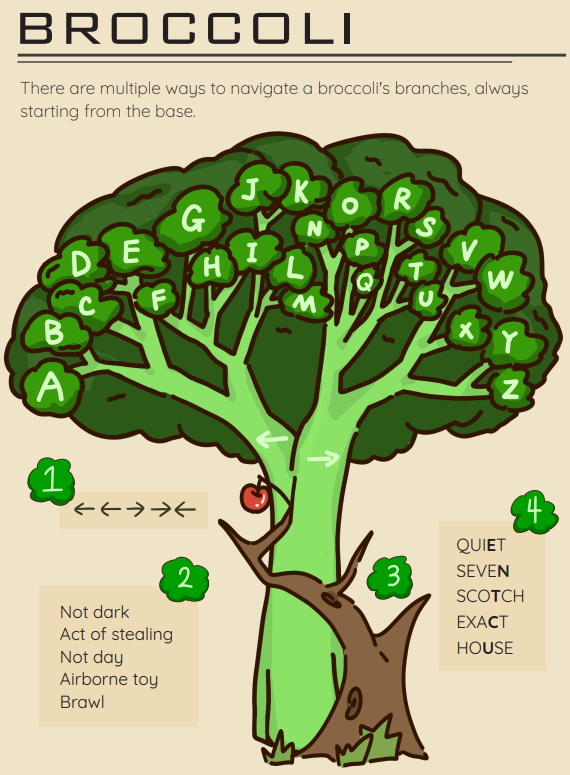 BROCCOLI
There are multiple ways to navigate a broccoli's branches, always
starting from the base.
J K
G N O R
S
D E H I L P V
C F M Q T U W
B X Y
A Z
← →
1
← ← → → ←
2
Not dark
Act of stealing
Not day
Airborne toy
Brawl
3
4
QUIET
SEVEN
SCOTCH
EXACT
HOUSE